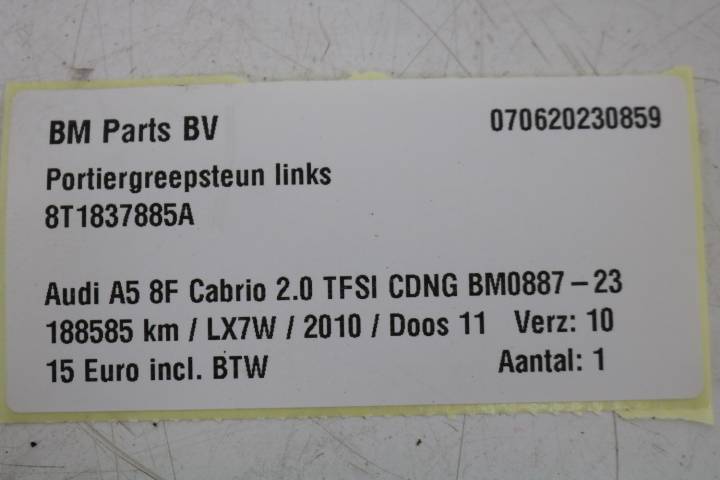 BM Parts BV 070620230859
Portiergreepsteun links
8T1837885A
Audi A5 8F Cabrio 2.0 TFSI CDNG BM0887-23
188585 km / LX7W / 2010 / Doos 11 Verz: 10
15 Euro incl. BTW Aantal: 1